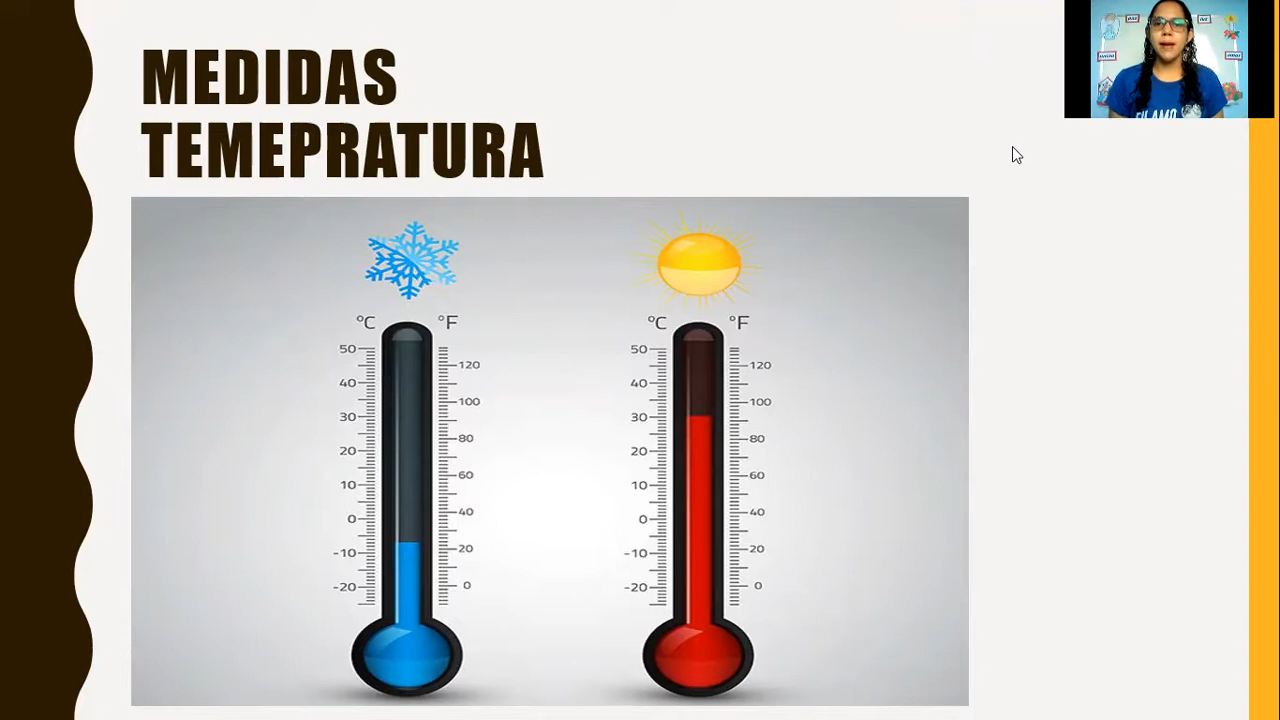 MEDIDAS
TEMEPRATURA
°C °F °C °F
50 120 50 120
40 100 40 100
30 80 30 80
20 60 20 60
10 40 10 40
0 20 0 20
-10 0 -10 0
-20 -20